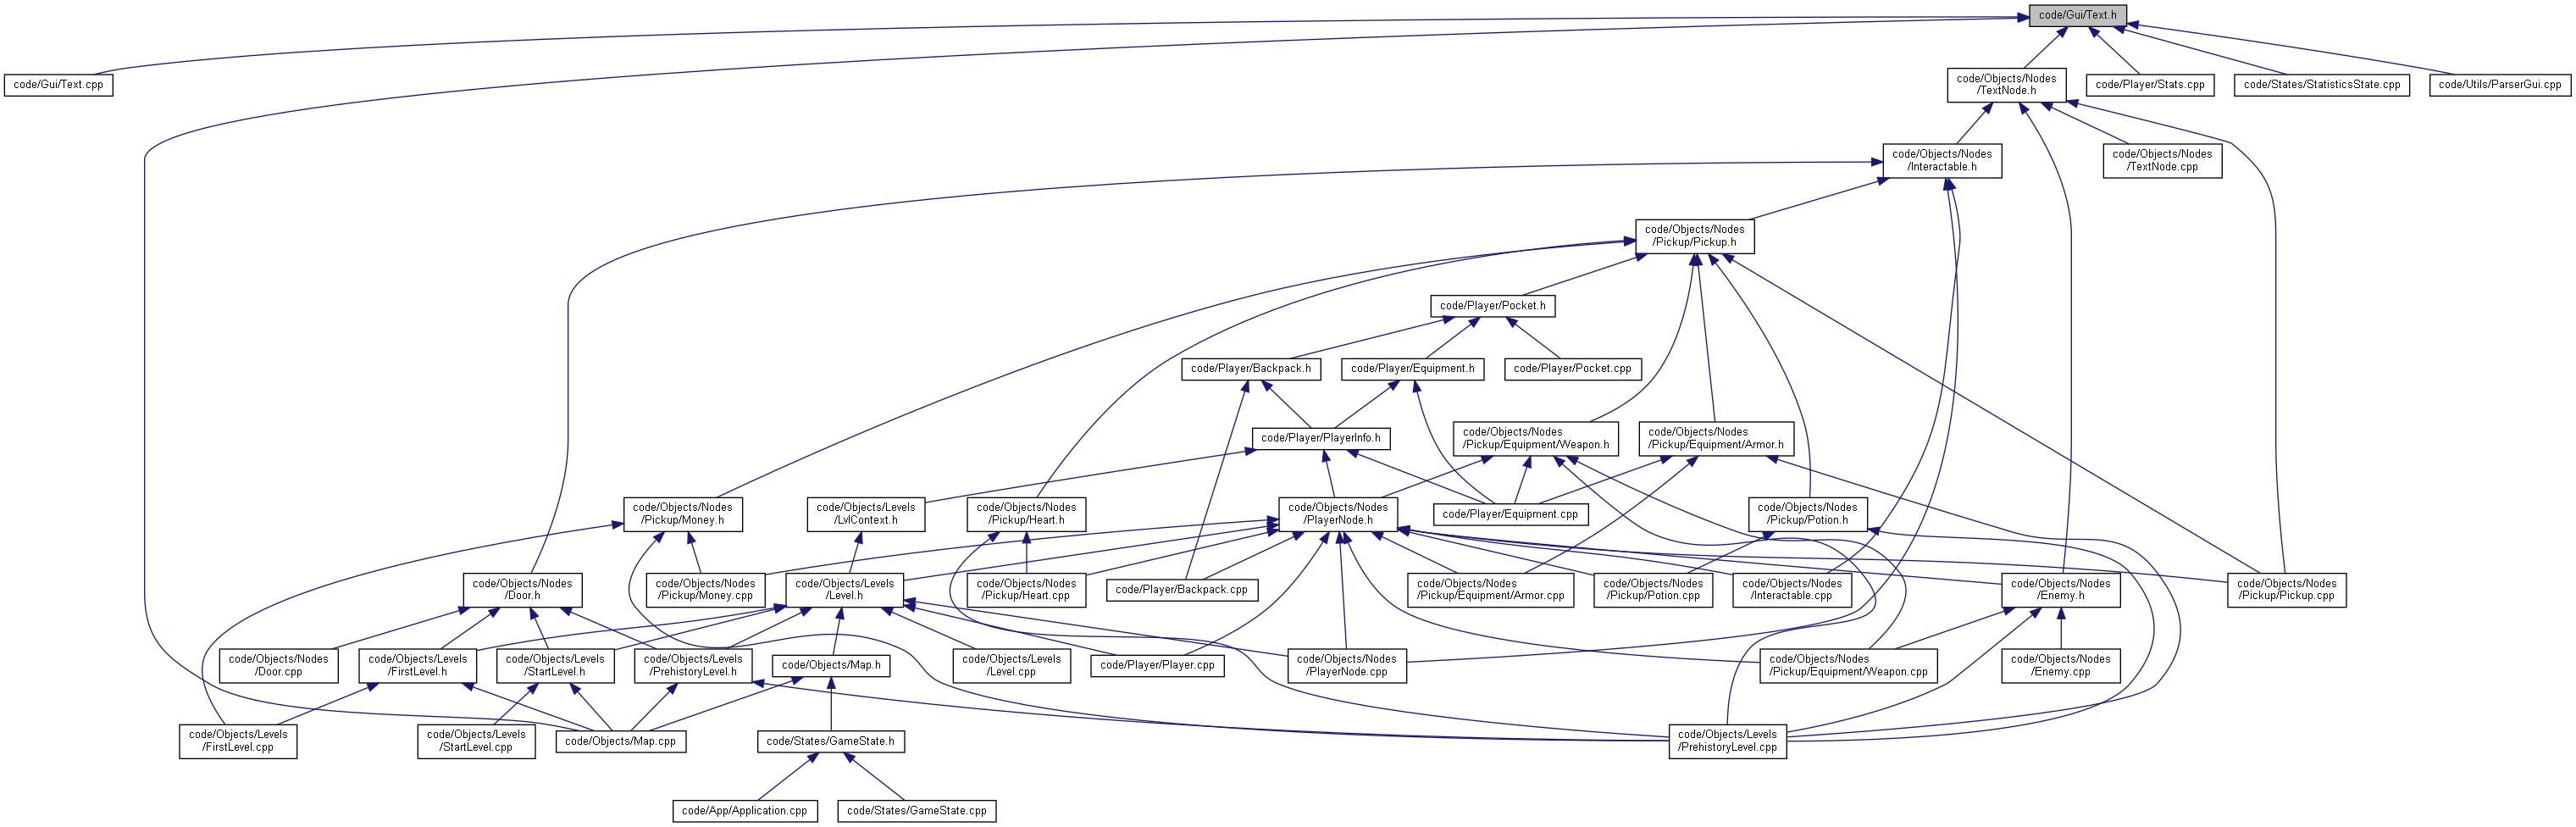 code/Gui/Text.h
code/Gui/Text.cpp
code/Objects/Nodes
/TextNode.h
code/Player/Stats.cpp
code/States/StatisticsState.cpp
code/Utils/ParserGui.cpp
code/Objects/Nodes
/Interactable.h
code/Objects/Nodes
/TextNode.cpp
code/Objects/Nodes
/Pickup/Pickup.h
code/Player/Pocket.h
code/Player/Backpack.h
code/Player/Equipment.h
code/Player/Pocket.cpp
code/Player/PlayerInfo.h
code/Objects/Nodes
/Pickup/Equipment/Weapon.h
code/Objects/Nodes
/Pickup/Equipment/Armor.h
code/Objects/Nodes
/Pickup/Money.h
code/Objects/Levels
/LvlContext.h
code/Objects/Nodes
/Pickup/Heart.h
code/Objects/Nodes
/PlayerNode.h
code/Player/Equipment.cpp
code/Objects/Nodes
/Pickup/Potion.h
code/Objects/Nodes
/Door.h
code/Objects/Nodes
/Pickup/Money.cpp
code/Objects/Levels
/Level.h
code/Objects/Nodes
/Pickup/Heart.cpp
code/Player/Backpack.cpp
code/Objects/Nodes
/Pickup/Equipment/Armor.cpp
code/Objects/Nodes
/Pickup/Potion.cpp
code/Objects/Nodes
/Interactable.cpp
code/Objects/Nodes
/Enemy.h
code/Objects/Nodes
/Pickup/Pickup.cpp
code/Objects/Nodes
/Door.cpp
code/Objects/Levels
/FirstLevel.h
code/Objects/Levels
/StartLevel.h
code/Objects/Levels
/PrehistoryLevel.h
code/Objects/Map.h
code/Objects/Levels
/Level.cpp
code/Player/Player.cpp
code/Objects/Nodes
/PlayerNode.cpp
code/Objects/Nodes
/Pickup/Equipment/Weapon.cpp
code/Objects/Nodes
/Enemy.cpp
code/Objects/Levels
/FirstLevel.cpp
code/Objects/Levels
/StartLevel.cpp
code/Objects/Map.cpp
code/States/GameState.h
code/Objects/Levels
/PrehistoryLevel.cpp
code/App/Application.cpp
code/States/GameState.cpp